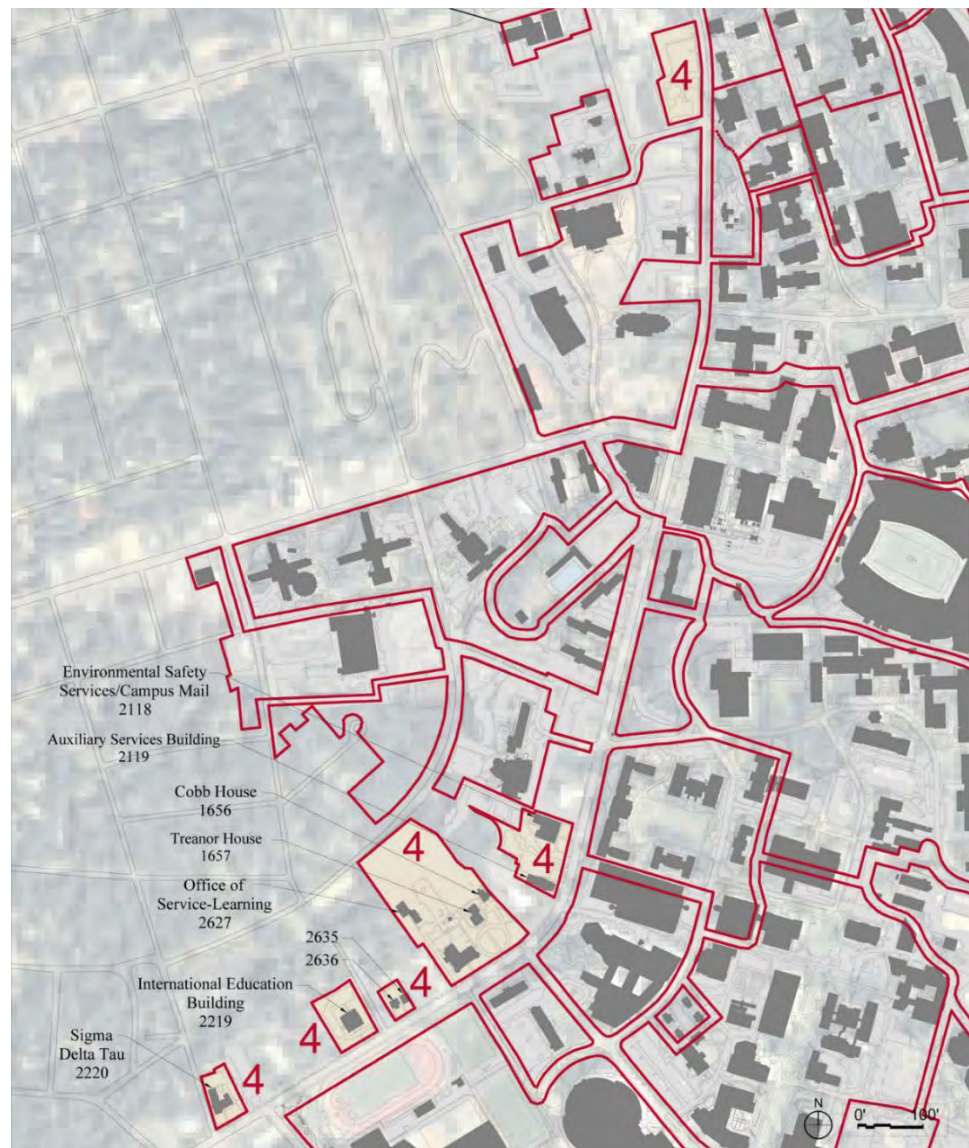 4
Environmental Safety
Services/Campus Mail
2118
Auxiliary Services Building
2119
Cobb House
1656
Treanor House
1657
Office of
Service-Learning
2627
2635
2636
International Education
Building
2219
Sigma
Delta Tau
2220
4
4
4
4
4
N
0' 100'